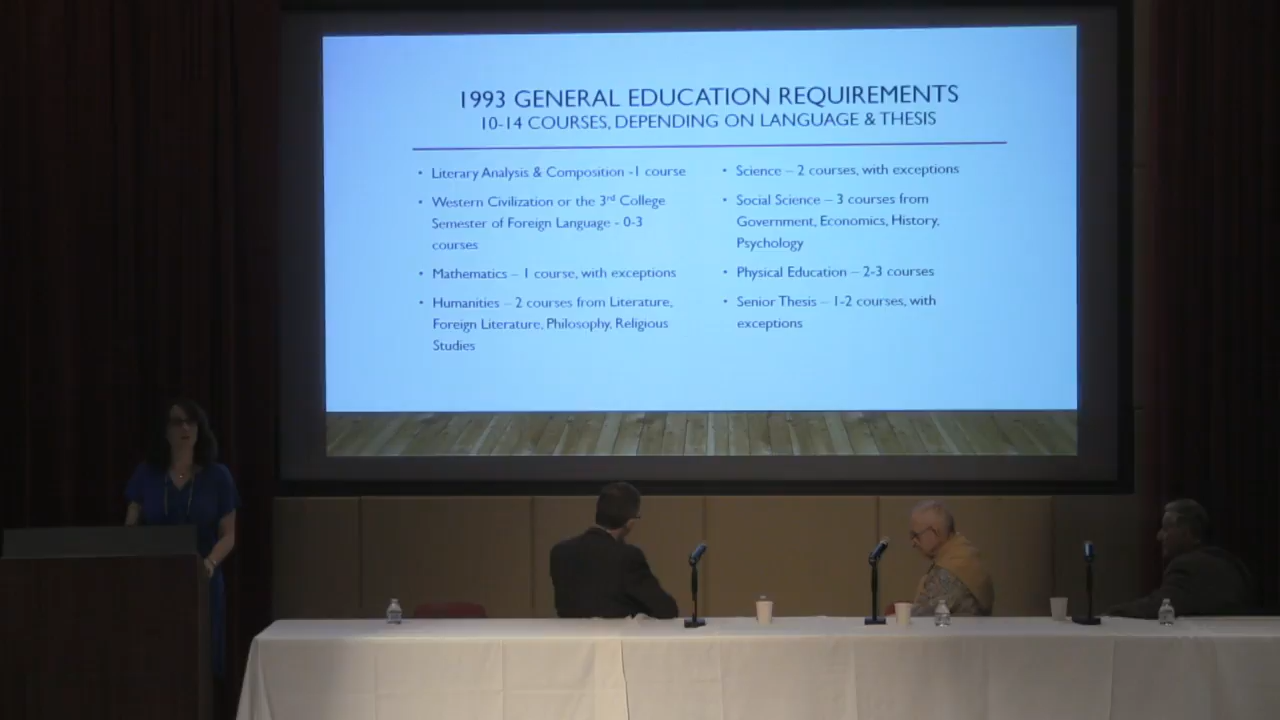 1993 GENERAL EDUCATION REQUIREMENTS
10-14 COURSES, DEPENDING ON LANGUAGE & THESIS
• Literary Analysis & Composition -1 course
• Western Civilization or the 3rd College
Semester of Foreign Language - 0-3
courses
• Mathematics – 1 course, with exceptions
• Humanities – 2 courses from Literature,
Foreign Literature, Philosophy, Religious
Studies
• Science – 2 courses, with exceptions
• Social Science – 3 courses from
Government, Economics, History,
Psychology
• Physical Education – 2-3 courses
• Senior Thesis – 1-2 courses, with
exceptions